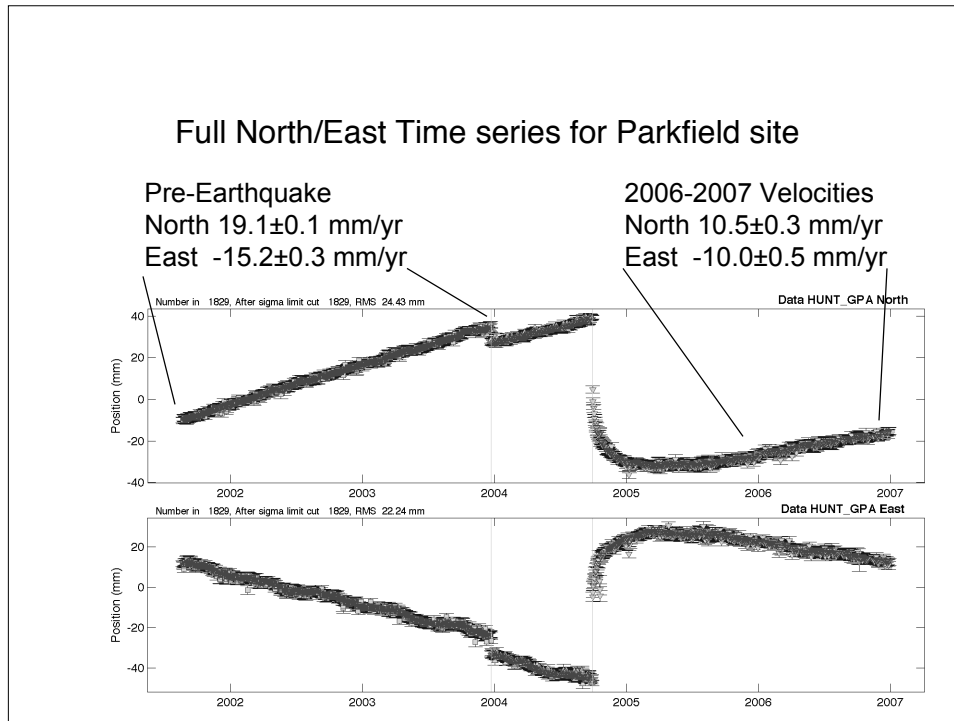 Full North/East Time series for Parkfield site
Pre-Earthquake
North 19.1±0.1 mm/yr
East -15.2±0.3 mm/yr
2006-2007 Velocities
North 10.5±0.3 mm/yr
East -10.0±0.5 mm/yr
Number in 1829, After sigma limit cut 1829, RMS 24.43 mm
Data HUNT_GPA North
Position (mm)
40
20
0
-20
-40
2002 2003 2004 2005 2006 2007
Number in 1829, After sigma limit cut 1829, RMS 22.24 mm
Data HUNT_GPA East
Position (mm)
20
0
-20
-40
2002 2003 2004 2005 2006 2007